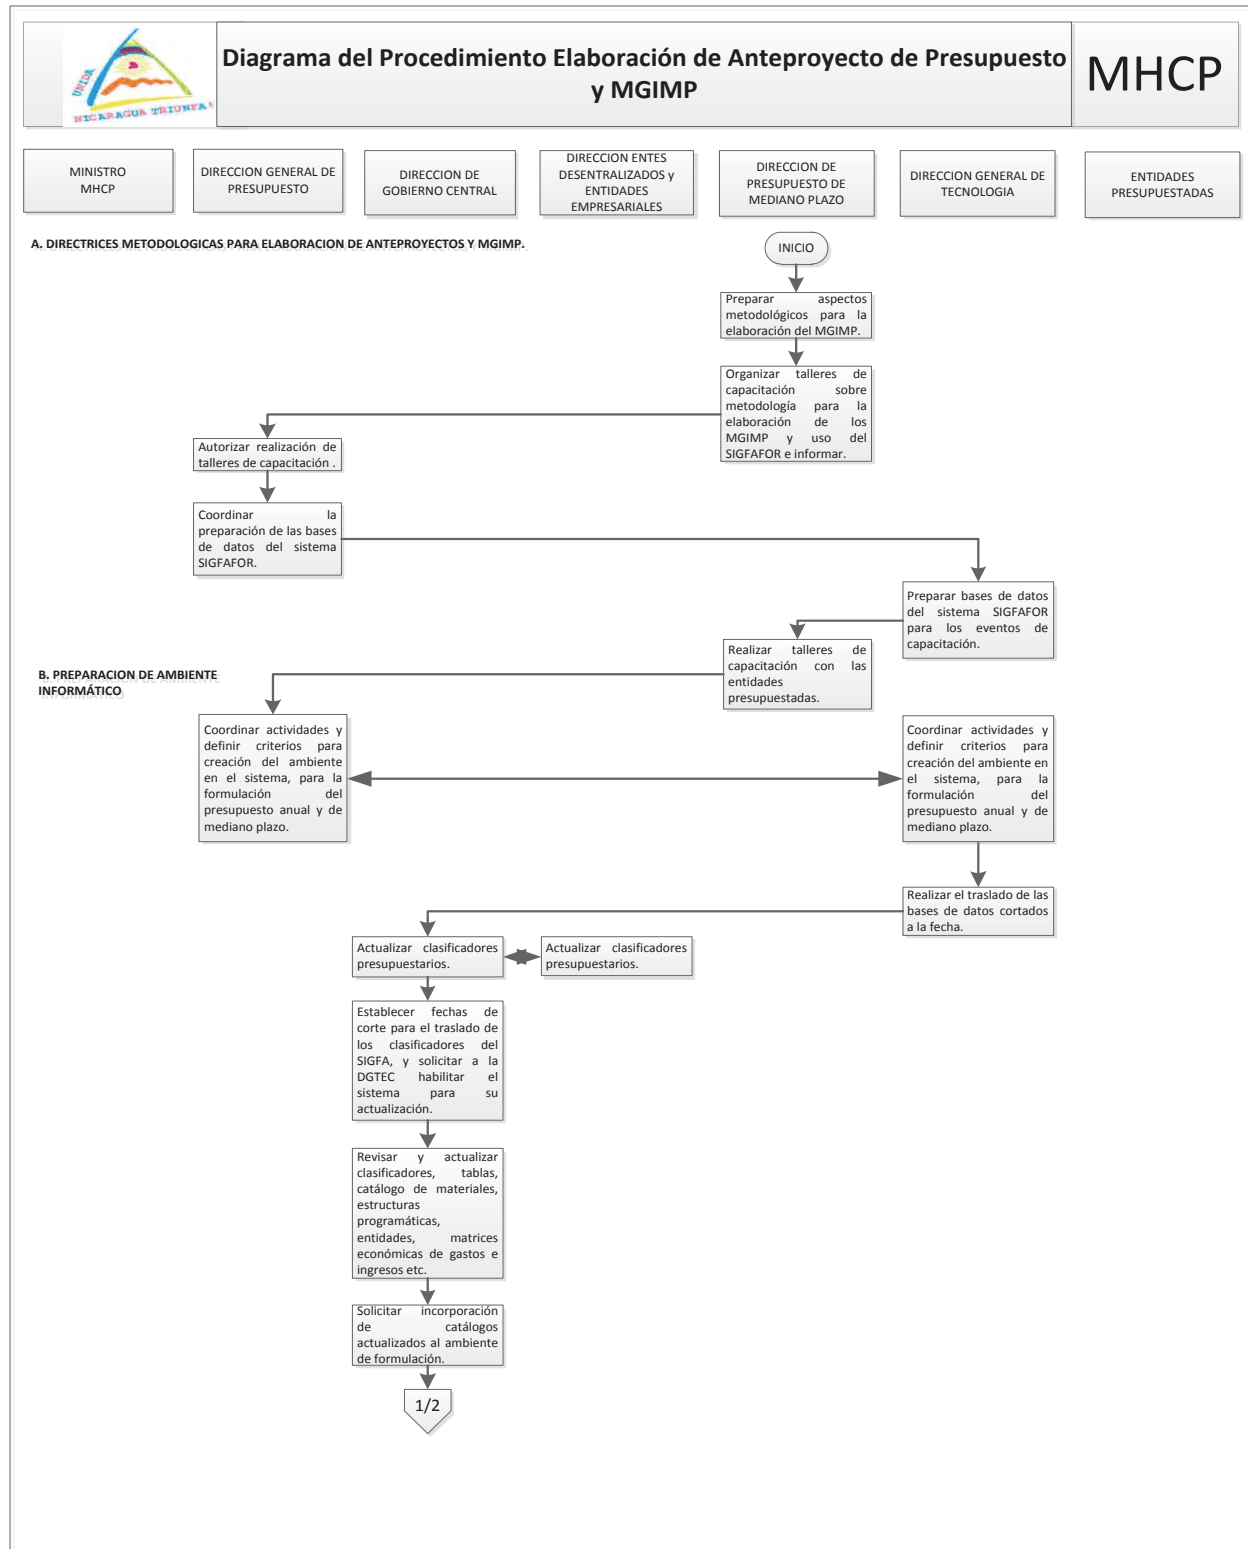 UNIDA
NICARAGUA TRIUNFA!
Diagrama del Procedimiento Elaboración de Anteproyecto de Presupuesto
y MGIMP
MHCP
MINISTRO
MHCP
DIRECCION GENERAL DE
PRESUPUESTO
DIRECCION DE
GOBIERNO CENTRAL
DIRECCION ENTES
DESENTRALIZADOS y
ENTIDADES
EMPRESARIALES
DIRECCION DE
PRESUPUESTO DE
MEDIANO PLAZO
DIRECCION GENERAL DE
TECNOLOGIA
ENTIDADES
PRESUPUESTADAS
A. DIRECTRICES METODOLOGICAS PARA ELABORACION DE ANTEPROYECTOS Y MGIMP.
INICIO
Preparar aspectos
metodológicos para la
elaboración del MGIMP.
Organizar talleres de
capacitación sobre
metodología para la
elaboración de los
MGIMP y uso del
SIGFAFOR e informar.
Autorizar realización de
talleres de capacitación .
Coordinar la
preparación de las bases
de datos del sistema
SIGFAFOR.
Preparar bases de datos
del sistema SIGFAFOR
para los eventos de
capacitación.
Realizar talleres de
capacitación con las
entidades
presupuestadas.
B. PREPARACION DE AMBIENTE
INFORMÁTICO
Coordinar actividades y
definir criterios para
creación del ambiente
en el sistema, para la
formulación del
presupuesto anual y de
mediano plazo.
Coordinar actividades y
definir criterios para
creación del ambiente en
el sistema, para la
formulación del
presupuesto anual y de
mediano plazo.
Realizar el traslado de las
bases de datos cortados
a la fecha.
Actualizar clasificadores
presupuestarios.
Actualizar clasificadores
presupuestarios.
Establecer fechas de
corte para el traslado de
los clasificadores del
SIGFA, y solicitar a la
DGTEC habilitar el
sistema para su
actualización.
Revisar y actualizar
clasificadores, tablas,
catálogo de materiales,
estructuras
programáticas,
entidades, matrices
económicas de gastos e
ingresos etc.
Solicitar incorporación
de catálogos
actualizados al ambiente
de formulación.
1/2